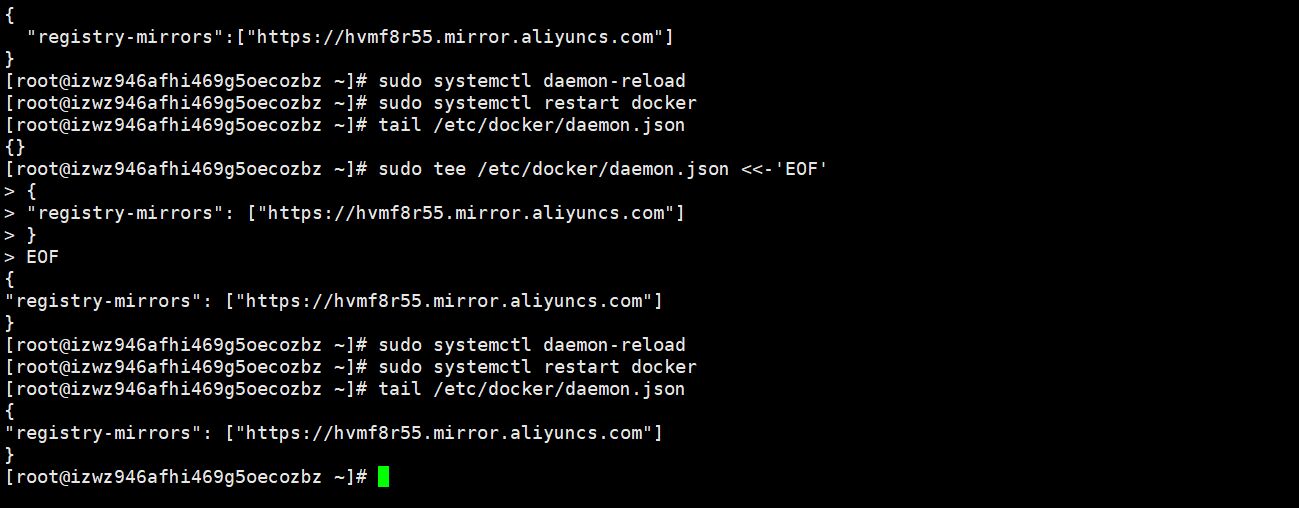 {
  "registry-mirrors":["https://hvmf8r55.mirror.aliyuncs.com"]
}
[root@izwz946afhi469g5oecozbz ~]# sudo systemctl daemon-reload
[root@izwz946afhi469g5oecozbz ~]# sudo systemctl restart docker
[root@izwz946afhi469g5oecozbz ~]# tail /etc/docker/daemon.json
{}
[root@izwz946afhi469g5oecozbz ~]# sudo tee /etc/docker/daemon.json <<-'EOF'
> {
> "registry-mirrors": ["https://hvmf8r55.mirror.aliyuncs.com"]
> }
> EOF
{
"registry-mirrors": ["https://hvmf8r55.mirror.aliyuncs.com"]
}
[root@izwz946afhi469g5oecozbz ~]# sudo systemctl daemon-reload
[root@izwz946afhi469g5oecozbz ~]# sudo systemctl restart docker
[root@izwz946afhi469g5oecozbz ~]# tail /etc/docker/daemon.json
{
"registry-mirrors": ["https://hvmf8r55.mirror.aliyuncs.com"]
}
[root@izwz946afhi469g5oecozbz ~]#